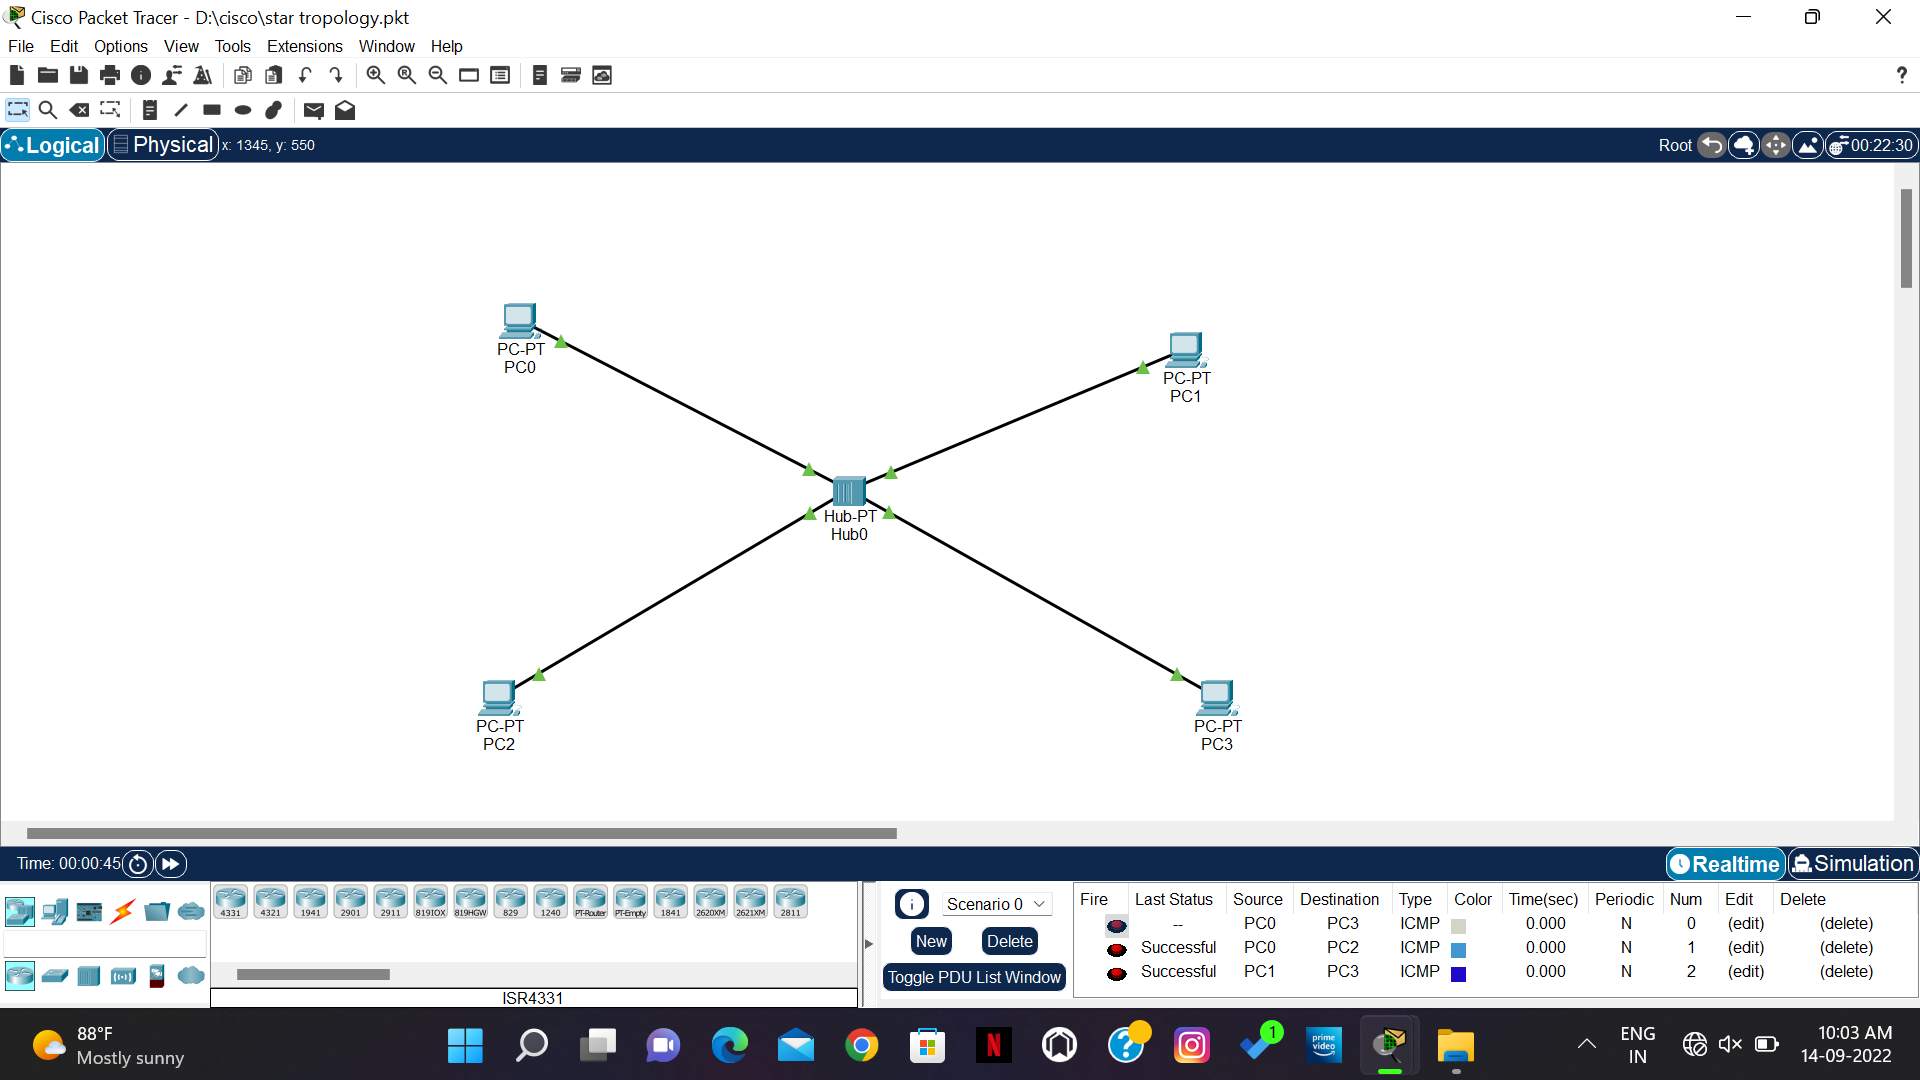 Cisco Packet Tracer - D:\cisco\star tropology.pkt
File Edit Options View Tools Extensions Window Help
?
Logical Physical x: 1345, y: 550 Root 00:22:30
PC-PT
PC0
PC-PT
PC1
Hub-PT
Hub0
PC-PT
PC2
PC-PT
PC3
Time: 00:00:45 Realtime Simulation
4331 4321 1941 2901 2911 819IOX 819HGW 829 1240 PT-Router PT-Empty 1841 2620XM 2621XM 2811
ISR4331
Scenario 0
New Delete
Toggle PDU List Window
Fire Last Status Source Destination Type Color Time(sec) Periodic Num Edit Delete
-- PC0 PC3 ICMP 0.000 N 0 (edit) (delete)
Successful PC0 PC2 ICMP 0.000 N 1 (edit) (delete)
Successful PC1 PC3 ICMP 0.000 N 2 (edit) (delete)
88°F
Mostly sunny
N
?
1
prime
video
ENG
IN
10:03 AM
14-09-2022